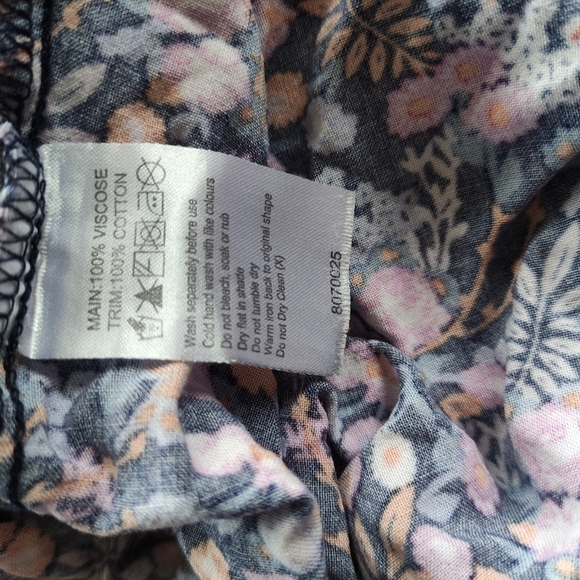 MAIN:100% VISCOSE
TRIM:100% COTTON
Wash separately before use
Cold hand wash with like colours
Do not bleach, soak or rub
Dry flat in shade
Do not tumble dry
Warm iron back to original shape
Do not Dry Clean (X)
8070C25